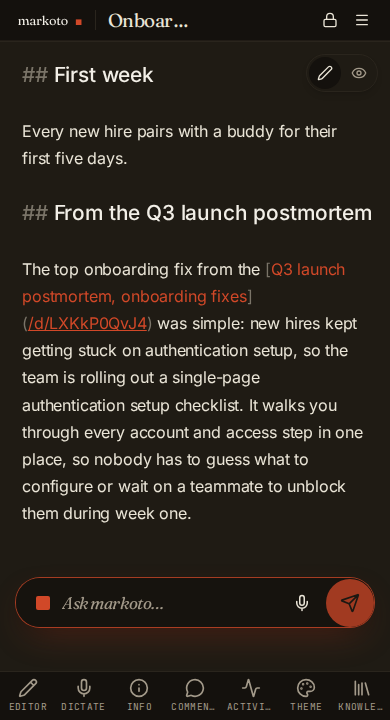 markoto Onboar...
## First week
Every new hire pairs with a buddy for their
first five days.
## From the Q3 launch postmortem
The top onboarding fix from the [Q3 launch
postmortem, onboarding fixes]
(/d/LXKkP0QvJ4) was simple: new hires kept
getting stuck on authentication setup, so the
team is rolling out a single-page
authentication setup checklist. It walks you
through every account and access step in one
place, so nobody has to guess what to
configure or wait on a teammate to unblock
them during week one.
Ask markoto...
EDITOR DICTATE INFO COMMEN… ACTIVI… THEME KNOWLE…